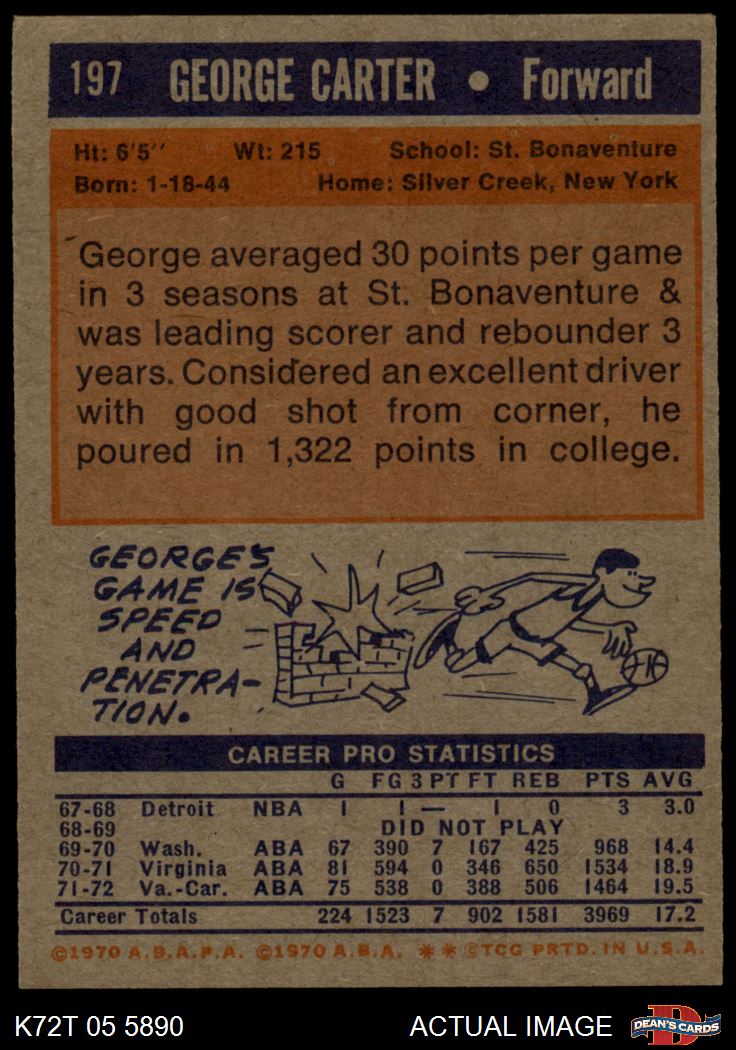 197 GEORGE CARTER • Forward
Ht: 6'5'' Wt: 215 School: St. Bonaventure
Born: 1-18-44 Home: Silver Creek, New York
George averaged 30 points per game
in 3 seasons at St. Bonaventure &
was leading scorer and rebounder 3
years. Considered an excellent driver
with good shot from corner, he
poured in 1,322 points in college.
GEORGE'S
GAME IS
SPEED
AND
PENETRA-
TION.
CAREER PRO STATISTICS
G FG 3 PT FT REB PTS AVG
67-68 Detroit NBA 1 1 — 1 0 3 3.0
68-69 DID NOT PLAY
69-70 Wash. ABA 67 390 7 167 425 968 14.4
70-71 Virginia ABA 81 594 0 346 650 1534 18.9
71-72 Va.-Car. ABA 75 538 0 388 506 1464 19.5
Career Totals 224 1523 7 902 1581 3969 17.2
©1970 A.B.A.P.A. ©1970 A.B.A. ** ©TCG PRTD. IN U.S.A.
K72T 05 5890 ACTUAL IMAGE DEAN'S CARDS